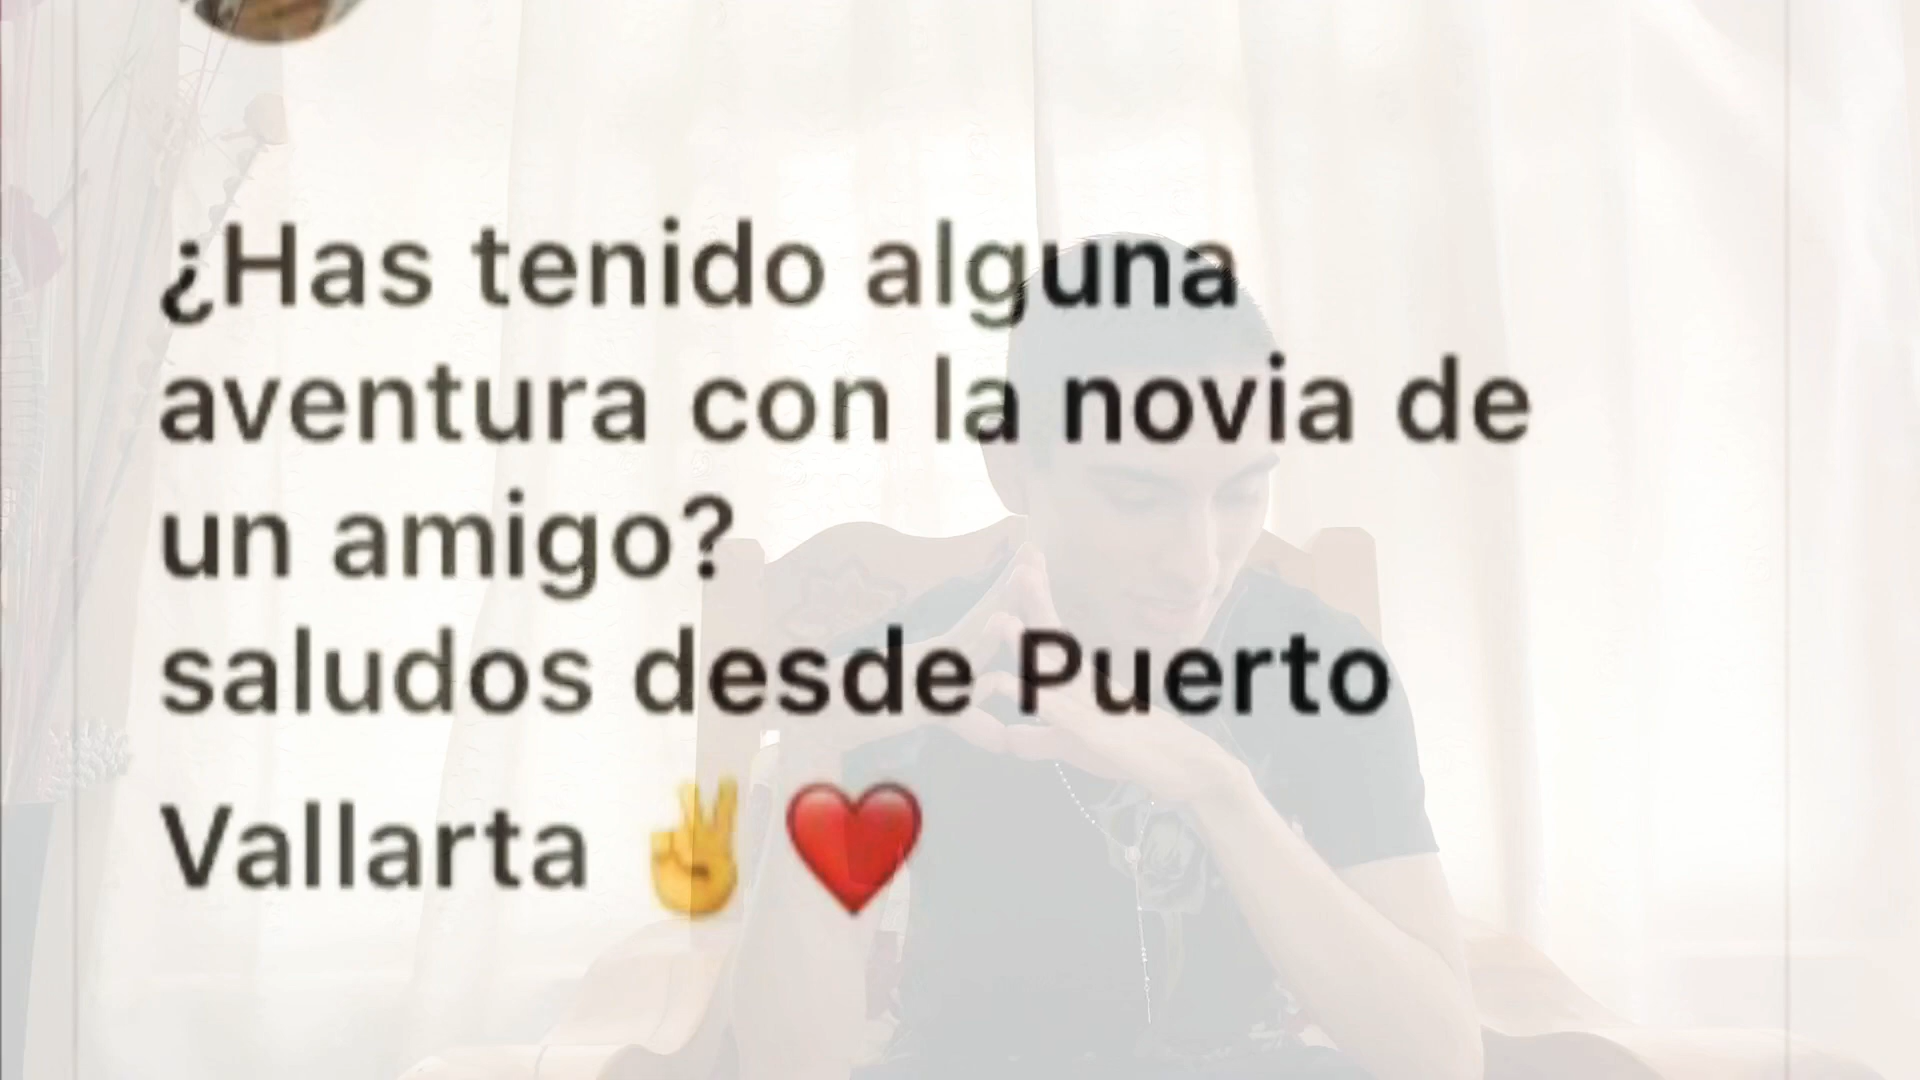 ¿Has tenido alguna
aventura con la novia de
un amigo?
saludos desde Puerto
Vallarta ✌️❤️